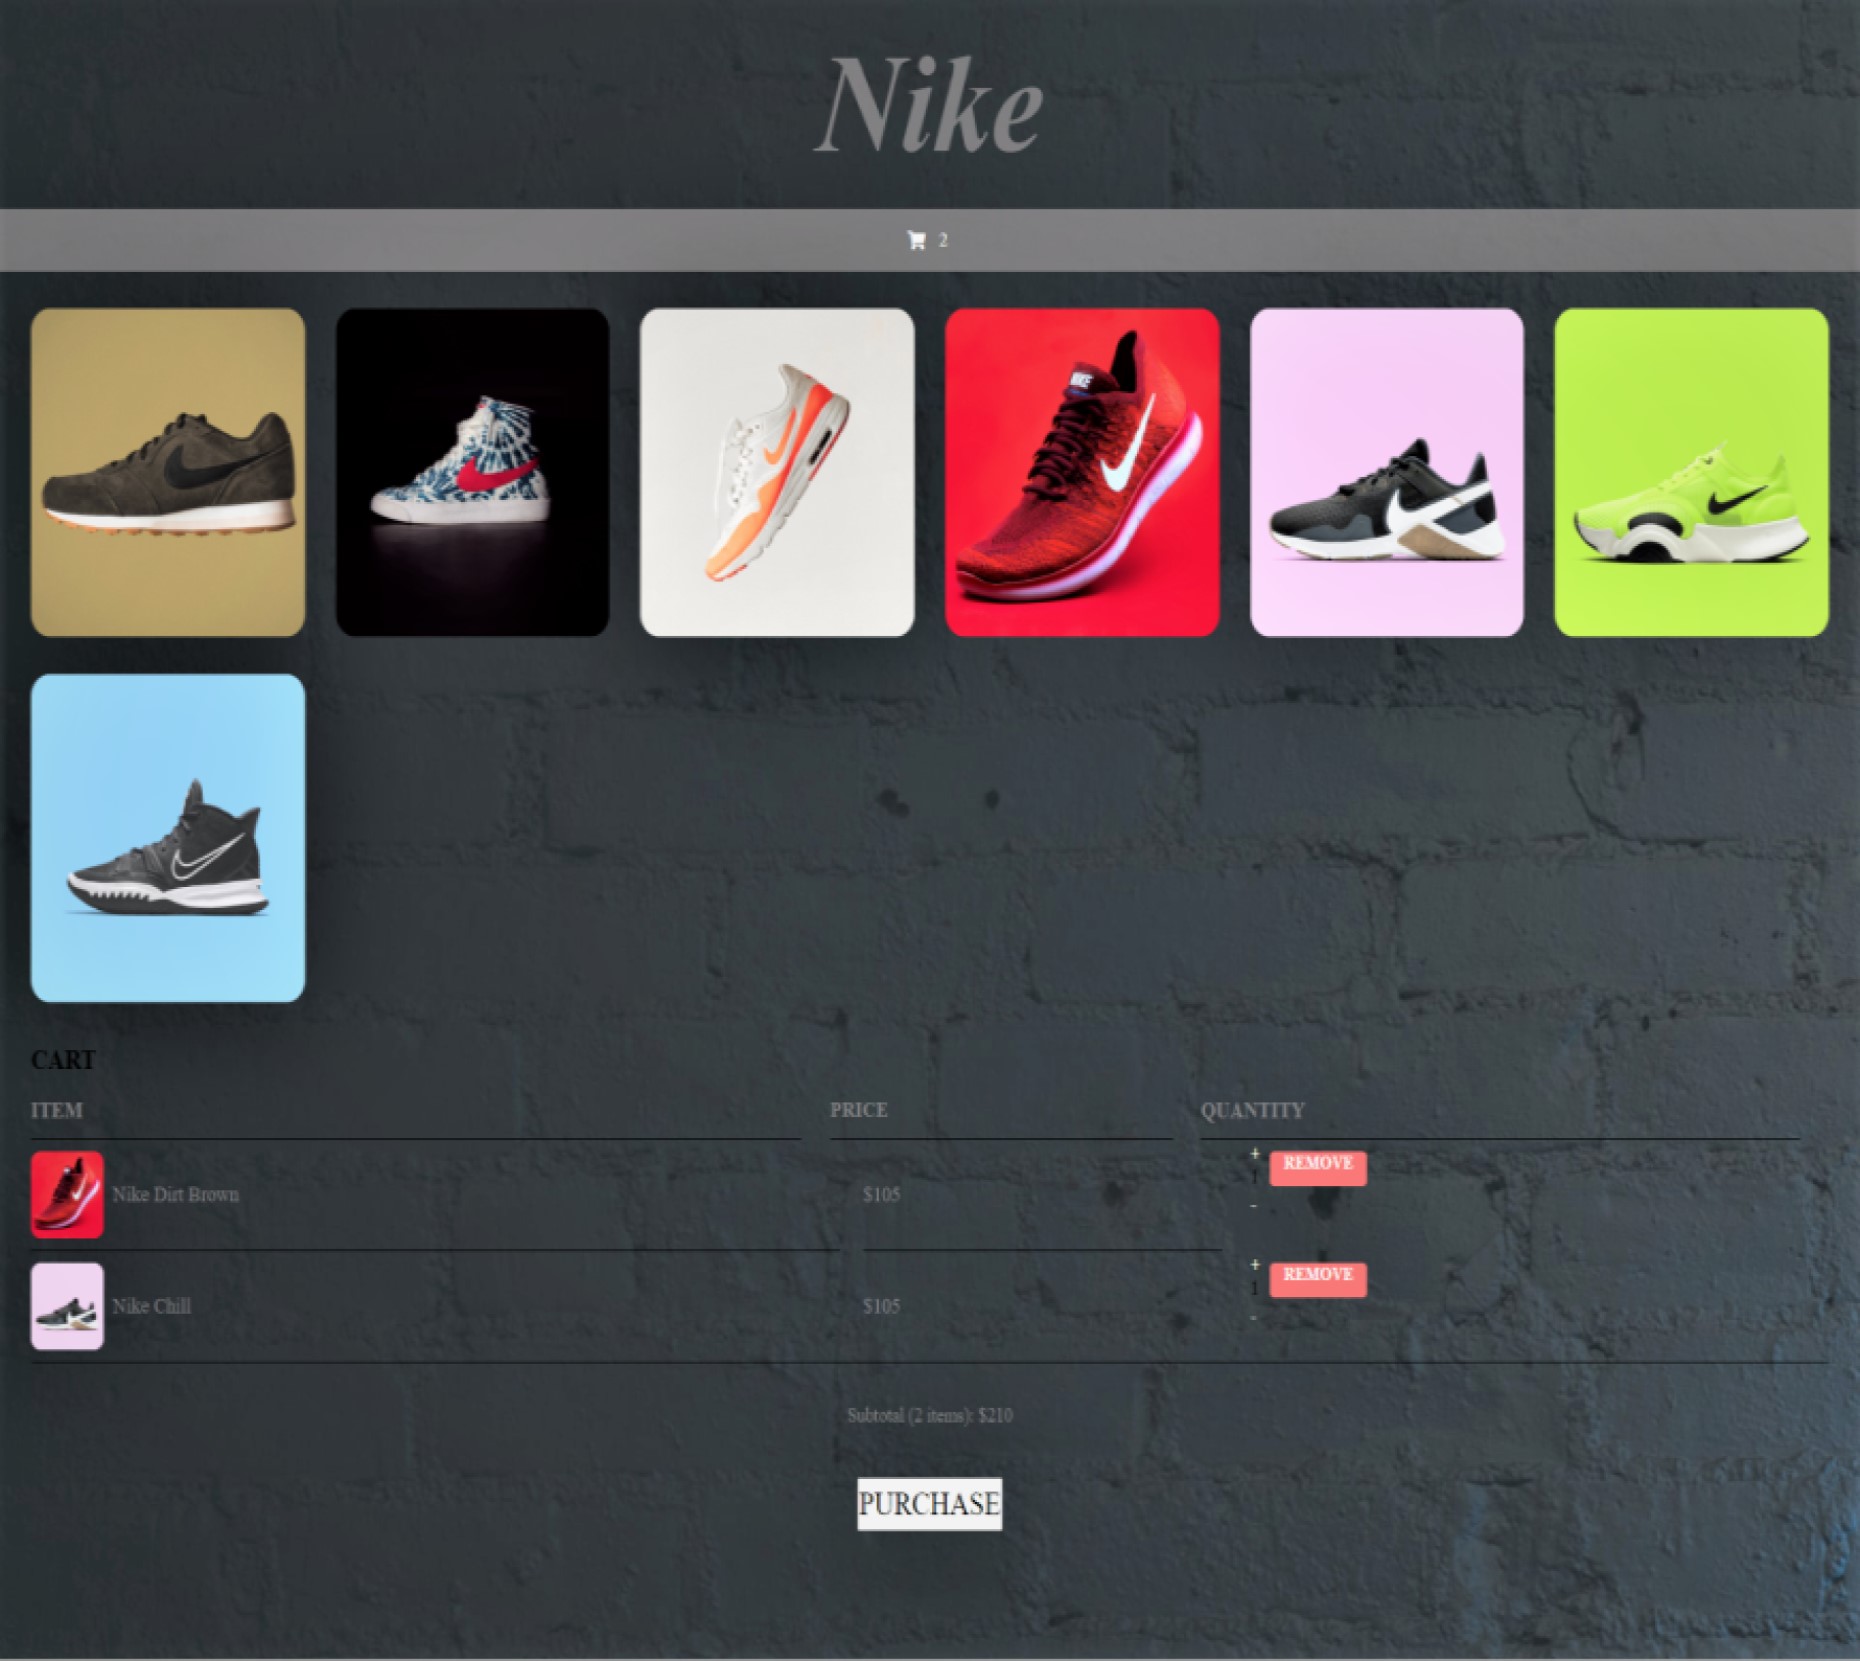 Nike
2
NIKE
CART
ITEM PRICE QUANTITY
+
REMOVE
1
Nike Dirt Brown $105
-
+
REMOVE
1
Nike Chill $105
-
Subtotal (2 items): $210
PURCHASE